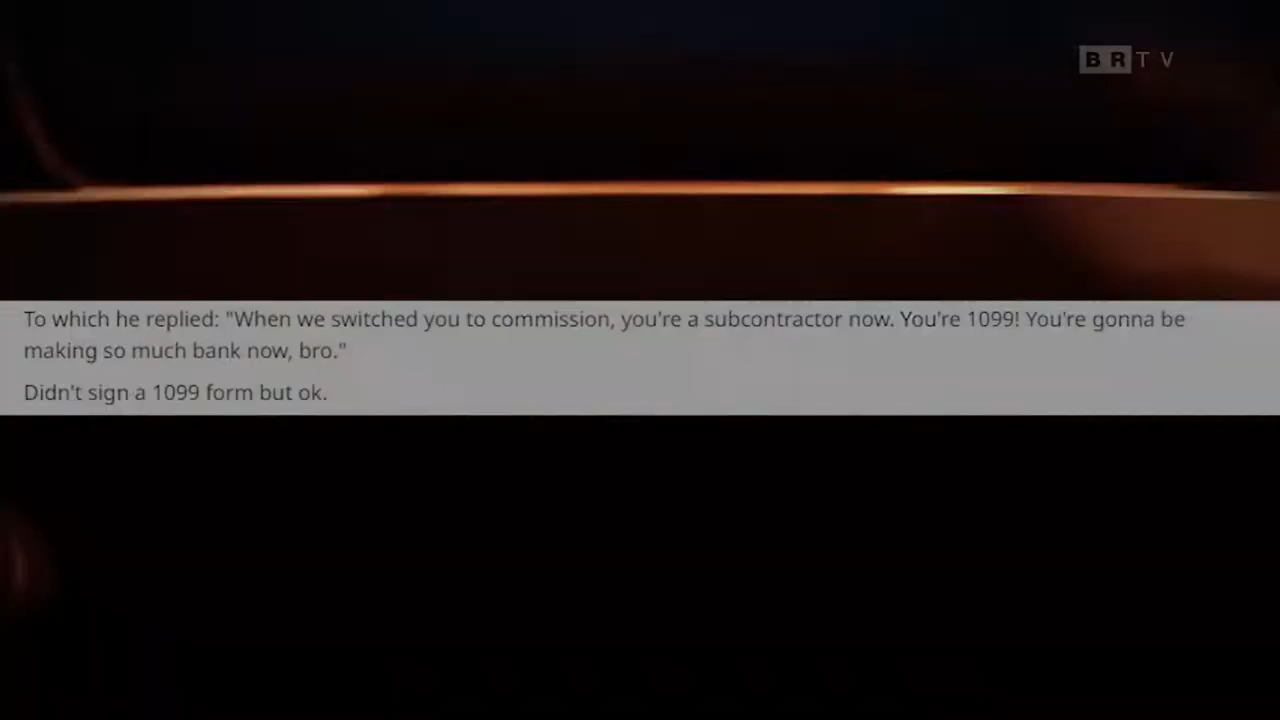 BRTV
To which he replied: "When we switched you to commission, you're a subcontractor now. You're 1099! You're gonna be
making so much bank now, bro."
Didn't sign a 1099 form but ok.